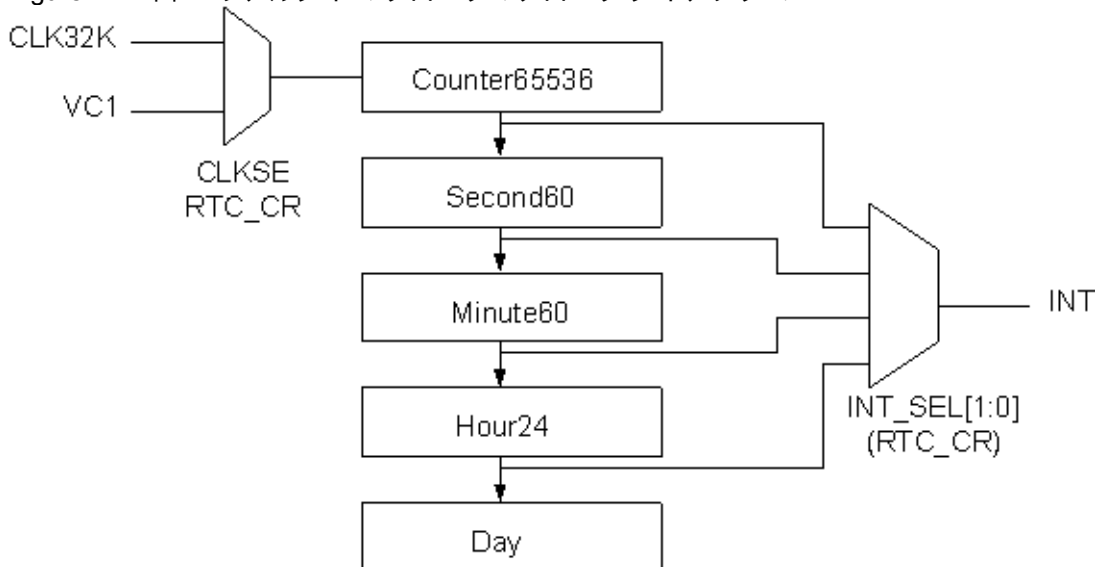 CLK32K
VC1
CLKSE
RTC_CR
Counter65536
Second60
Minute60
Hour24
Day
INT
INT_SEL[1:0]
(RTC_CR)